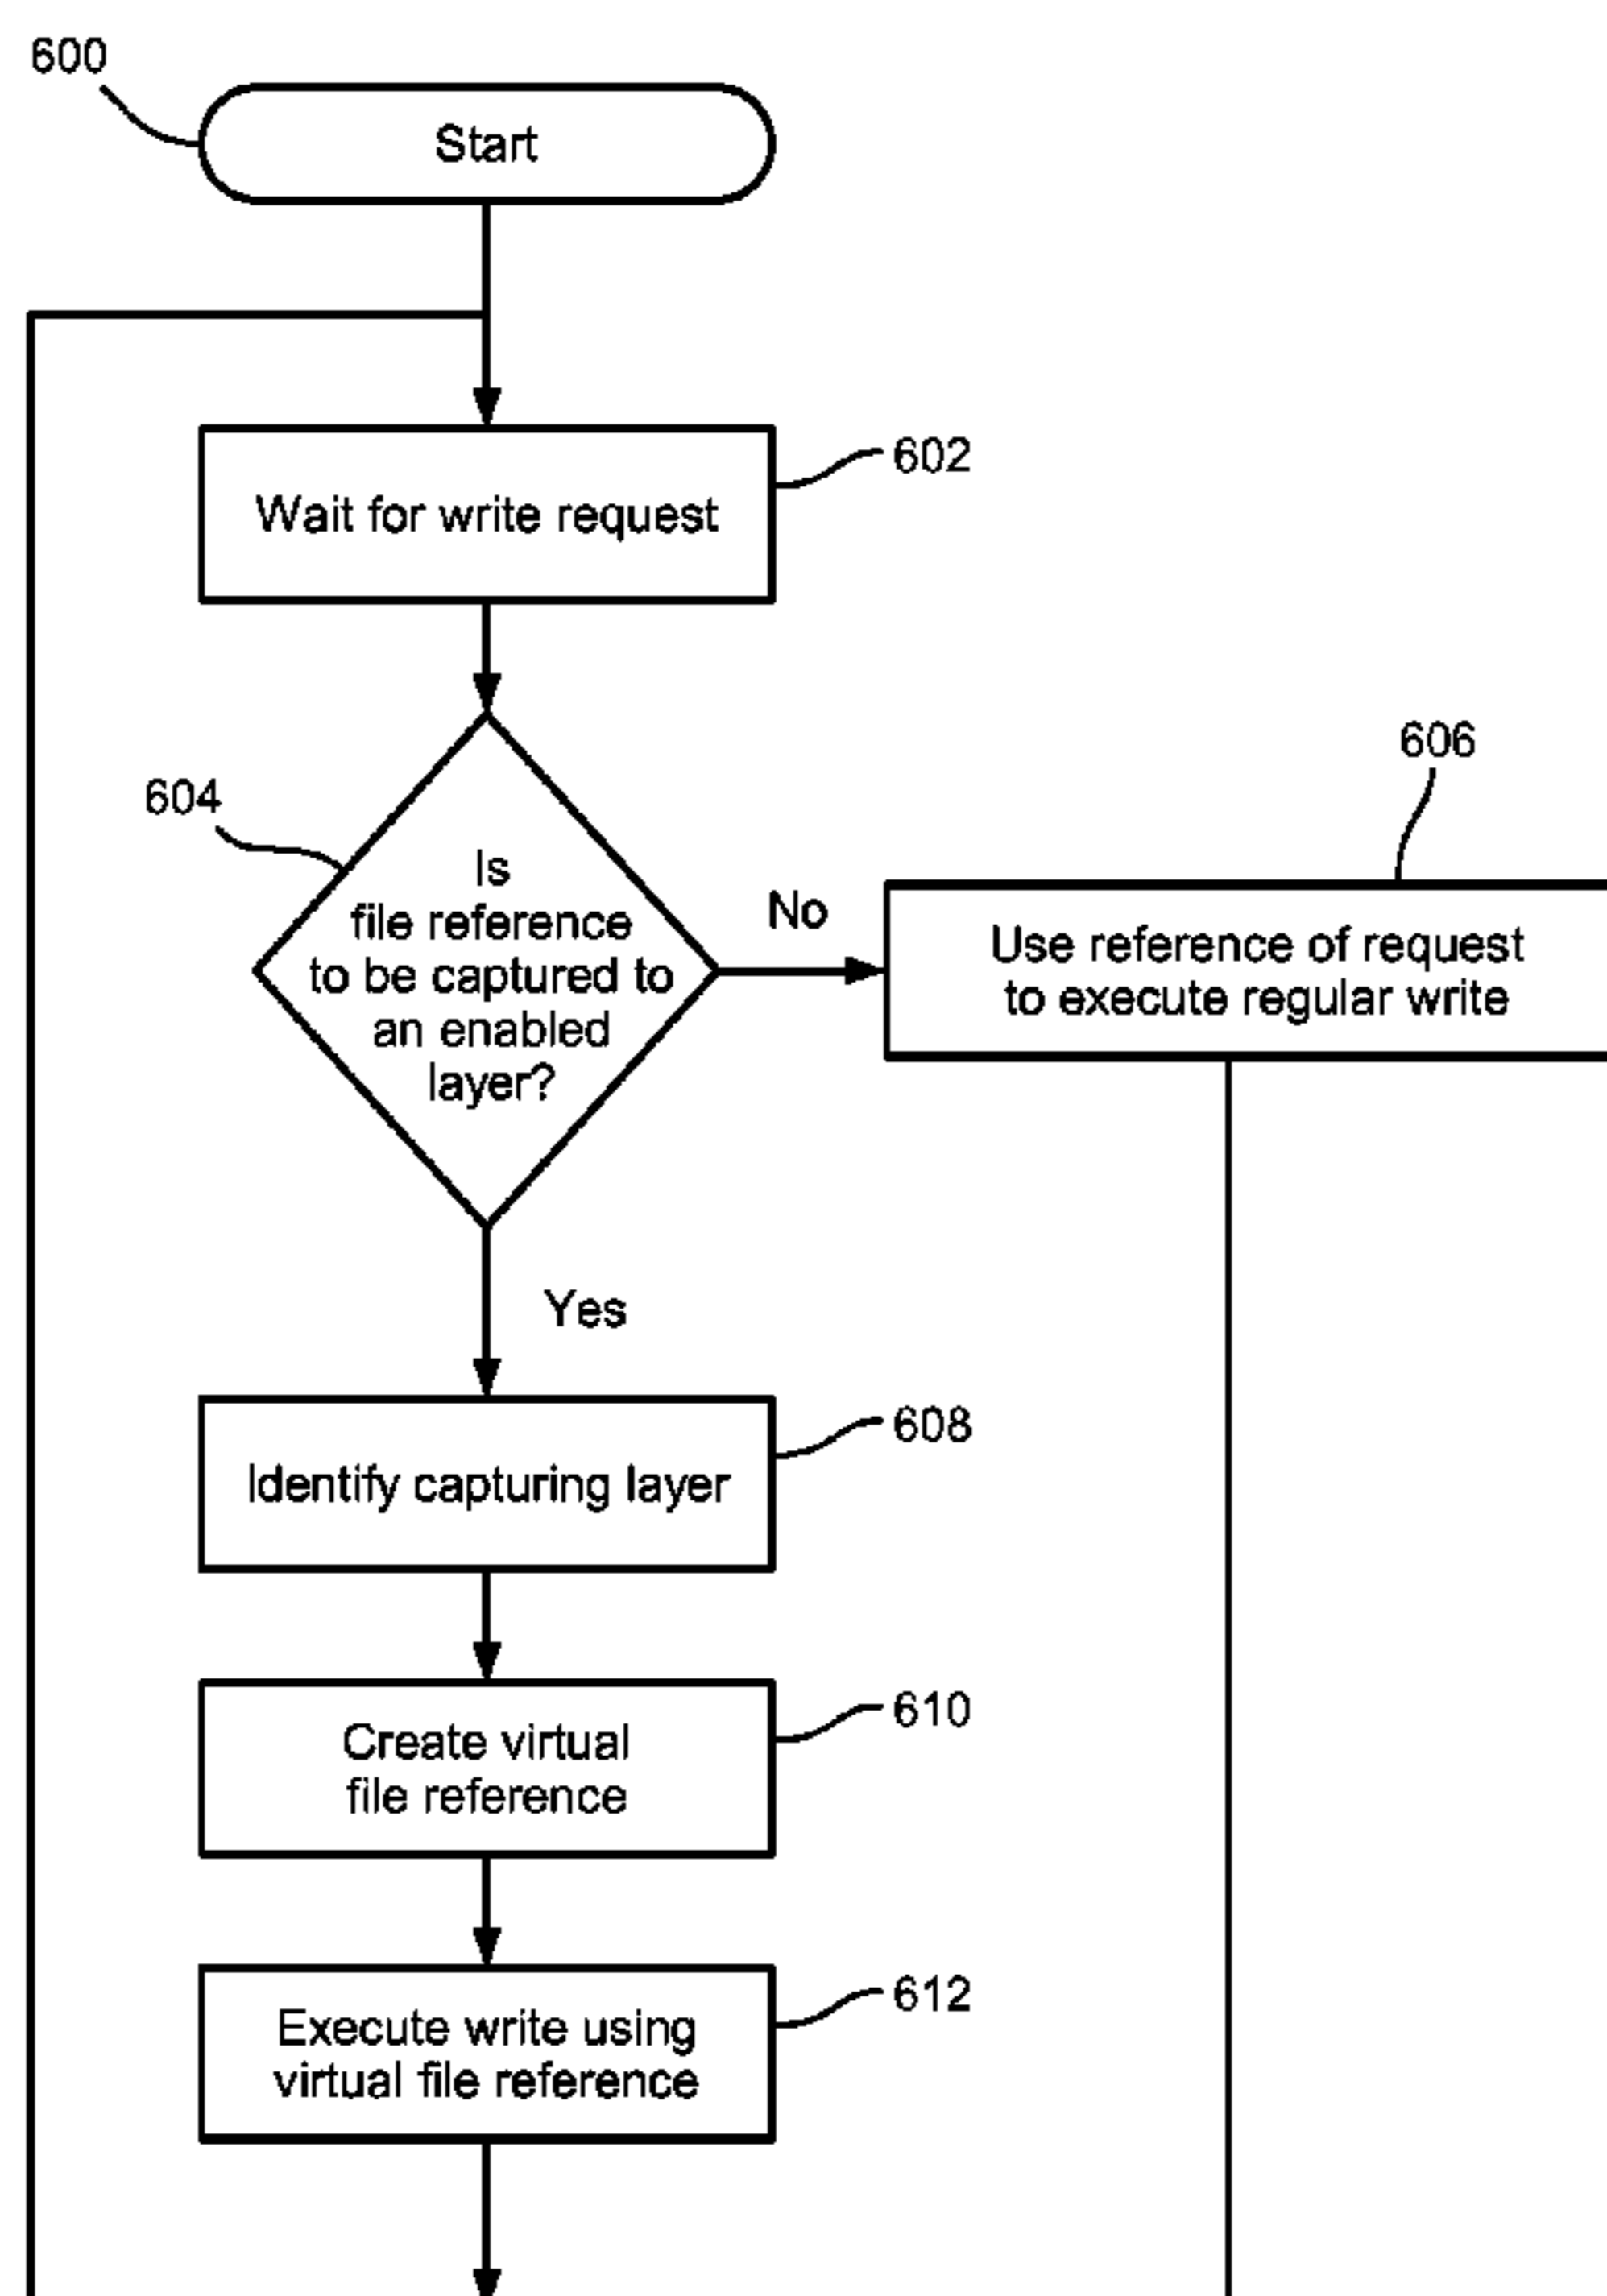 600
Start
602
Wait for write request
604
606
Is
file reference
to be captured to
an enabled
layer?
No
Use reference of request
to execute regular write
Yes
608
Identify capturing layer
610
Create virtual
file reference
612
Execute write using
virtual file reference